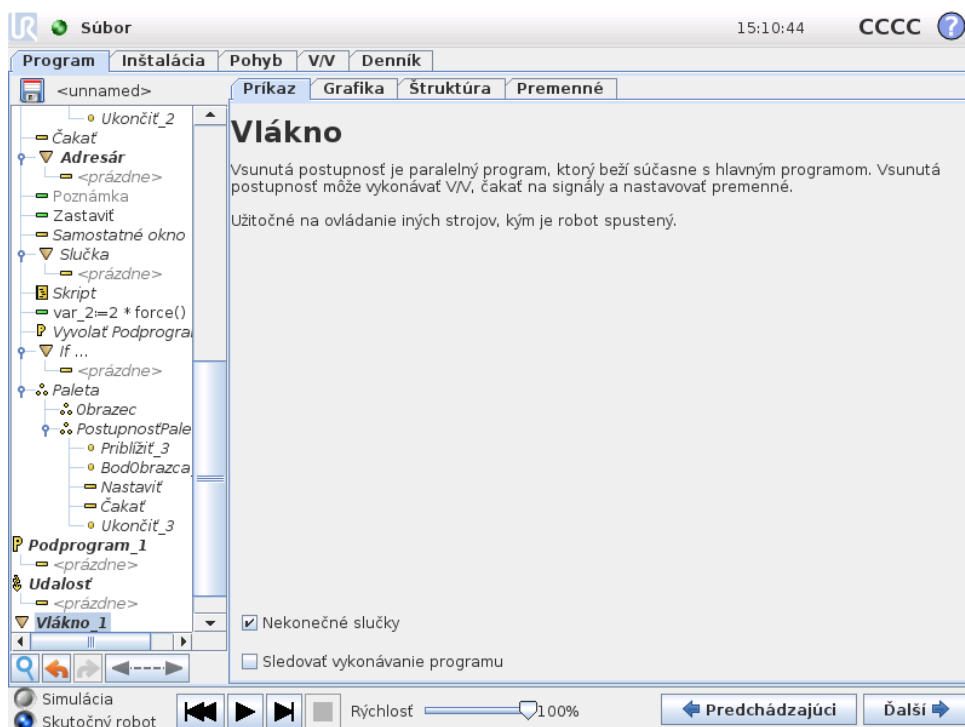 UR Súbor 15:10:44 CCCC ?
Program Inštalácia Pohyb V/V Denník
<unnamed>
Príkaz Grafika Štruktúra Premenné
Ukončiť_2
Čakať
Adresár
<prázdne>
Poznámka
Zastaviť
Samostatné okno
Slučka
<prázdne>
Skript
var_2:=2 * force()
Vyvolať Podprogra
If ...
<prázdne>
Paleta
Obrazec
PostupnosťPale
Priblížiť_3
BodObrazca
Nastaviť
Čakať
Ukončiť_3
Podprogram_1
<prázdne>
Udalosť
<prázdne>
Vlákno_1
Vlákno
Vsunutá postupnosť je paralelný program, ktorý beží súčasne s hlavným programom. Vsunutá
postupnosť môže vykonávať V/V, čakať na signály a nastavovať premenné.
Užitočné na ovládanie iných strojov, kým je robot spustený.
Nekonečné slučky
Sledovať vykonávanie programu
Simulácia
Skutočný robot
Rýchlosť 100%
Predchádzajúci
Ďalší